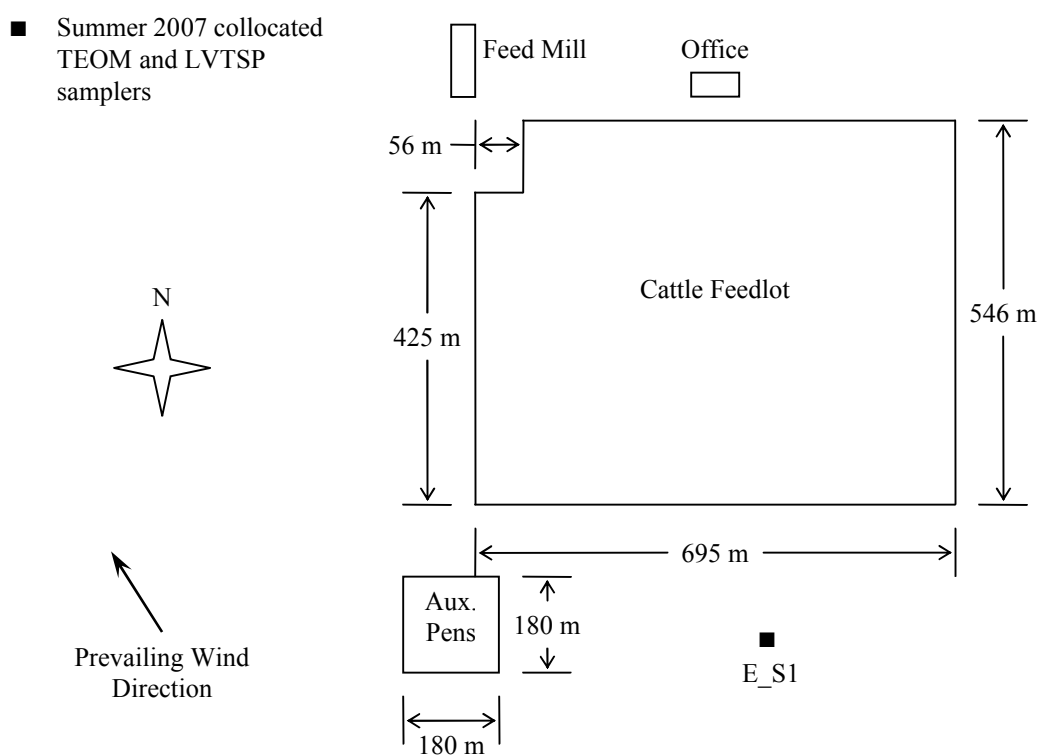 Summer 2007 collocated
TEOM and LVTSP
samplers
Feed Mill
Office
56 m
Cattle Feedlot
546 m
425 m
N
695 m
Aux.
Pens
180 m
Prevailing Wind
Direction
E_S1
180 m